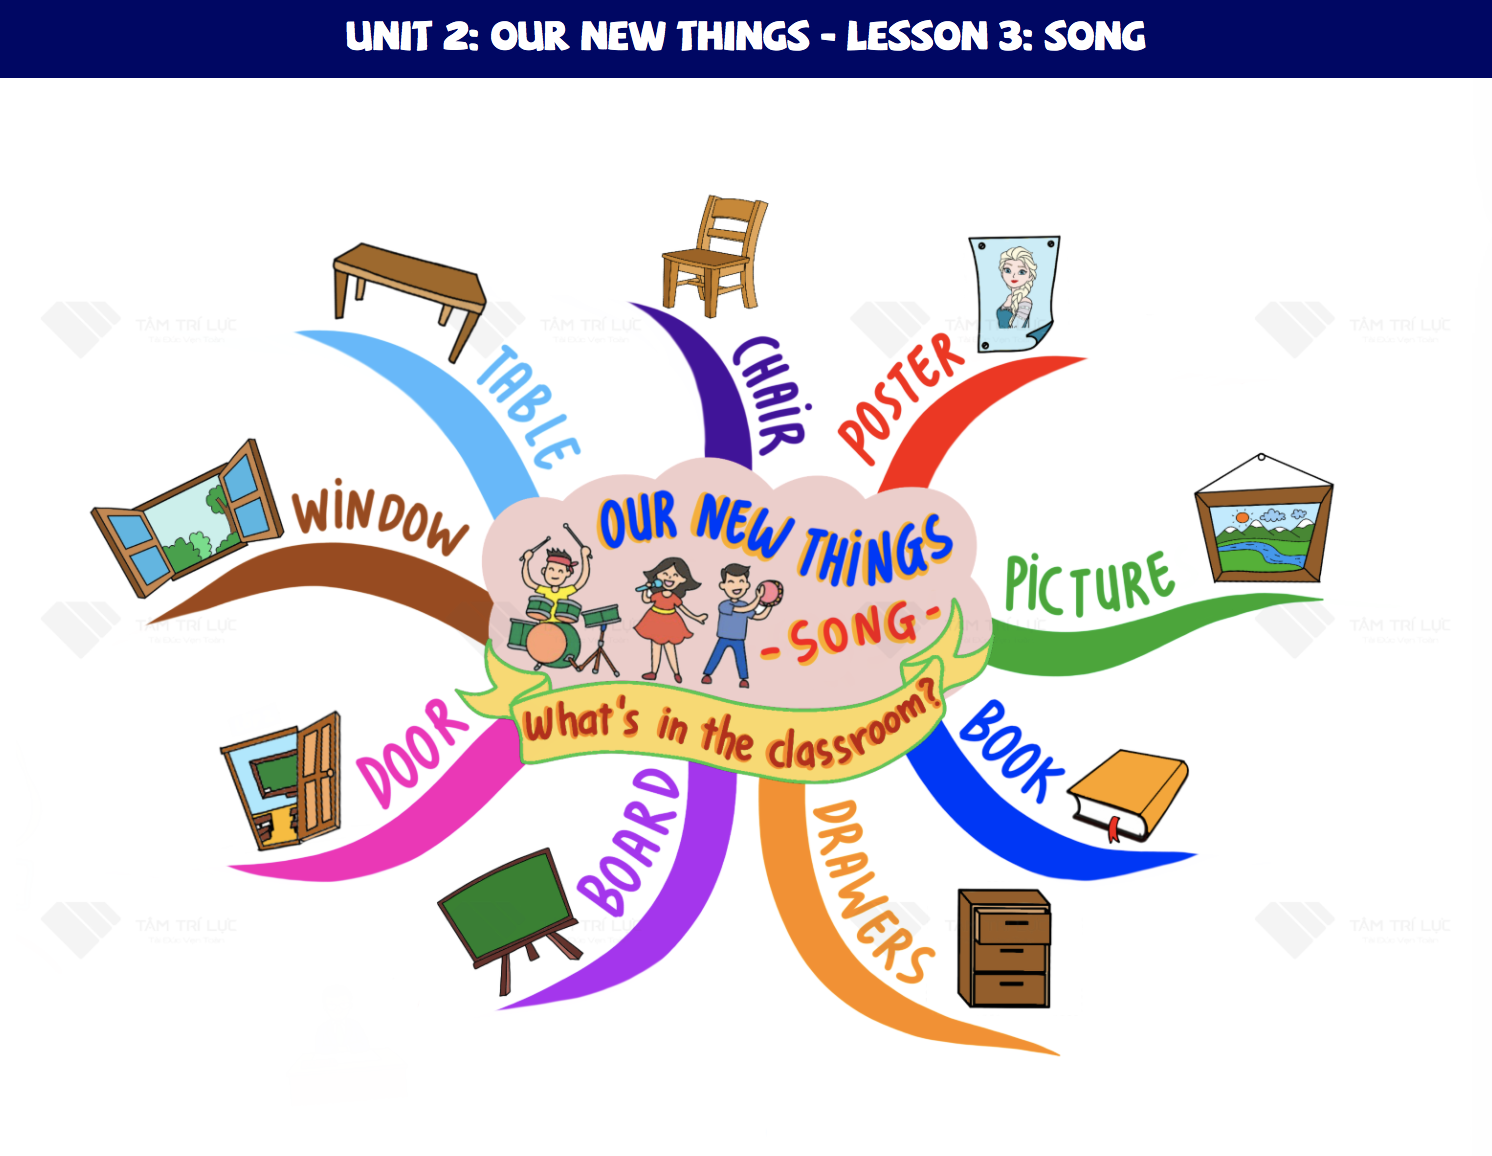 UNIT 2: OUR NEW THINGS - LESSON 3: SONG
TABLE
CHAiR
POSTER
WiNDOW
PiCTURE
OUR NEW THiNGS
-SONG-
What's in the classroom?
DOOR
BOARD
DRAWERS
BOOK
TÂM TRÍ LỰC
TÂM TRÍ LỰC
TÂM TRÍ LỰC
TÂM TRÍ LỰC
TÂM TRÍ LỰC
TÂM TRÍ LỰC
TÂM TRÍ LỰC
TÂM TRÍ LỰC